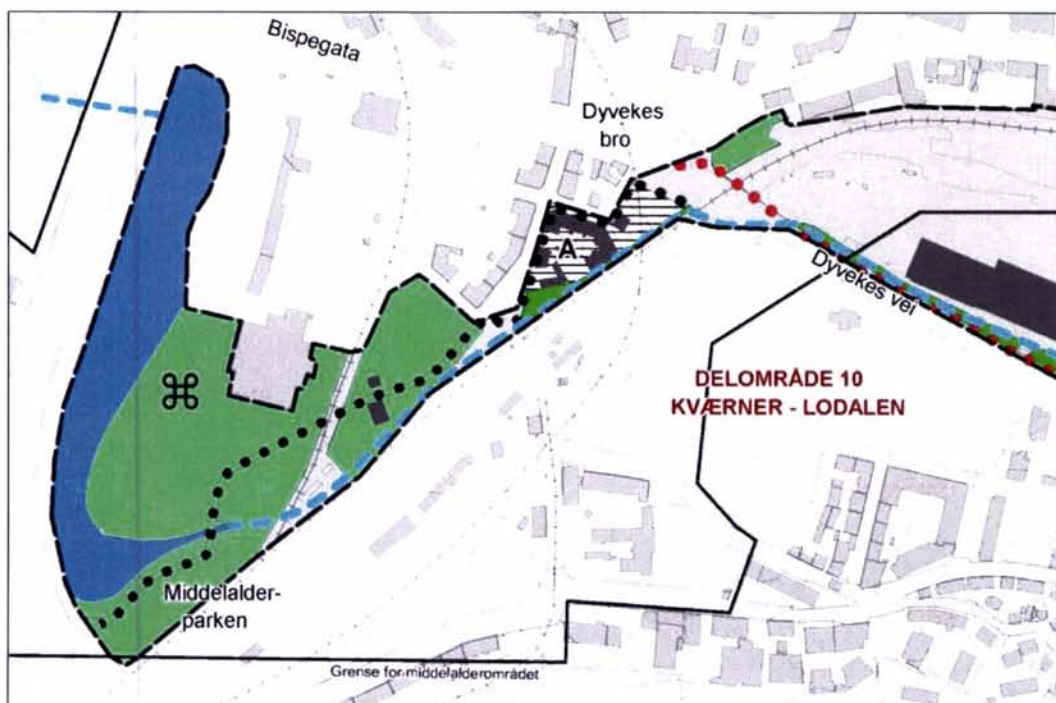 Bispegata
Dyvekes
bro
A
Dyvekes vei
DELOMRÅDE 10
KVÆRNER - LODALEN
Middelalder-
parken
Grense for middelalderområdet